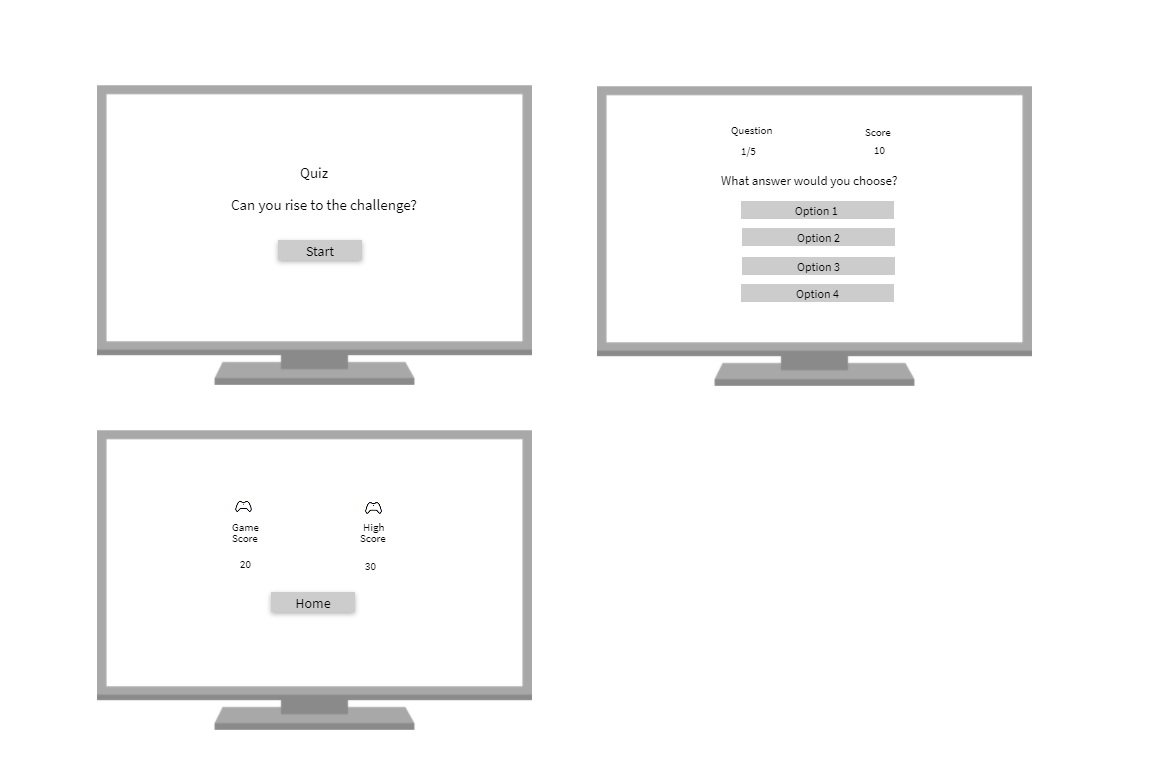 Quiz
Can you rise to the challenge?
Start
Question
Score
1/5
10
What answer would you choose?
Option 1
Option 2
Option 3
Option 4
Game
Score
High
Score
20
30
Home